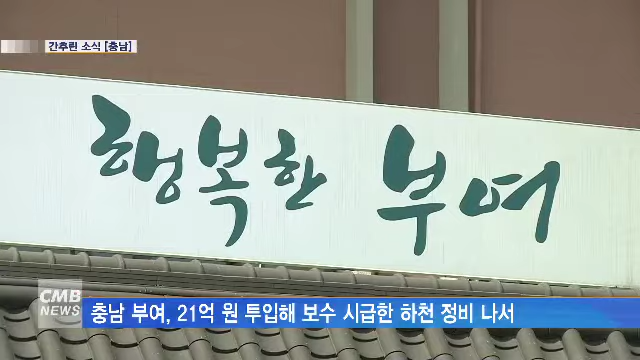 간추린 소식 [충남]
행복한 부여
CMB
NEWS
충남 부여, 21억 원 투입해 보수 시급한 하천 정비 나서